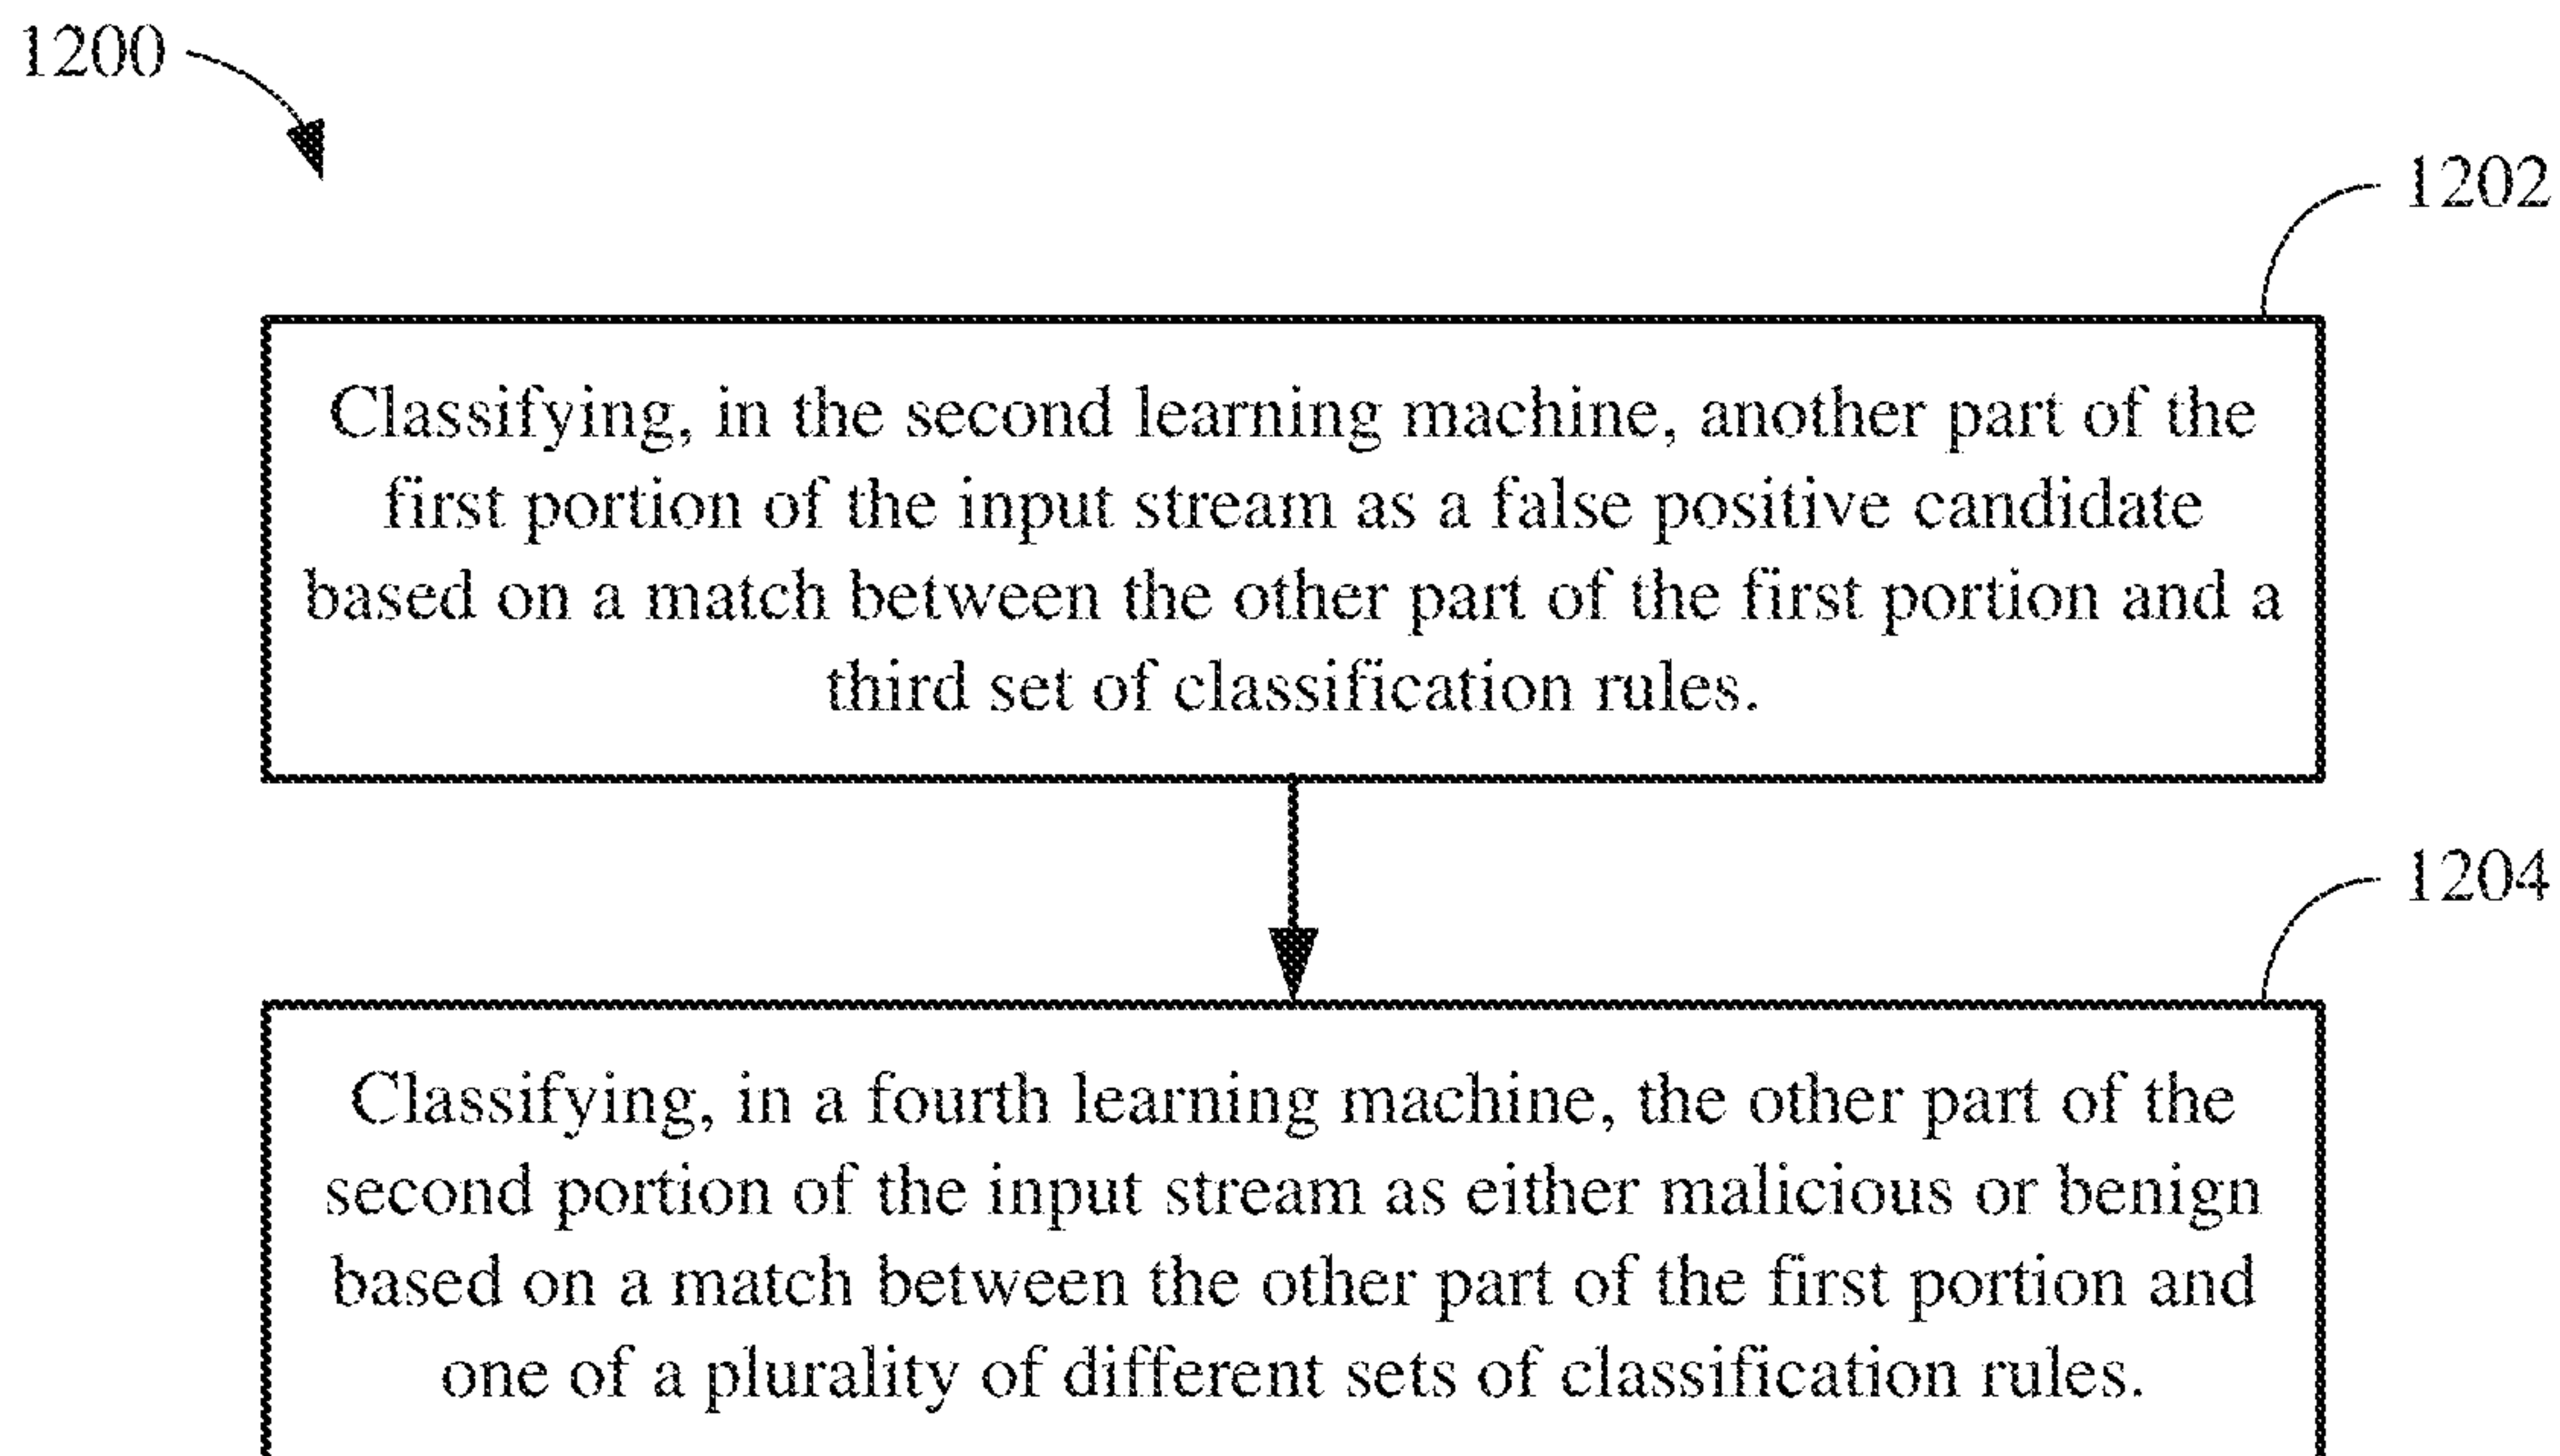 1200
1202
Classifying, in the second learning machine, another part of the
first portion of the input stream as a false positive candidate
based on a match between the other part of the first portion and a
third set of classification rules.
1204
Classifying, in a fourth learning machine, the other part of the
second portion of the input stream as either malicious or benign
based on a match between the other part of the first portion and
one of a plurality of different sets of classification rules.